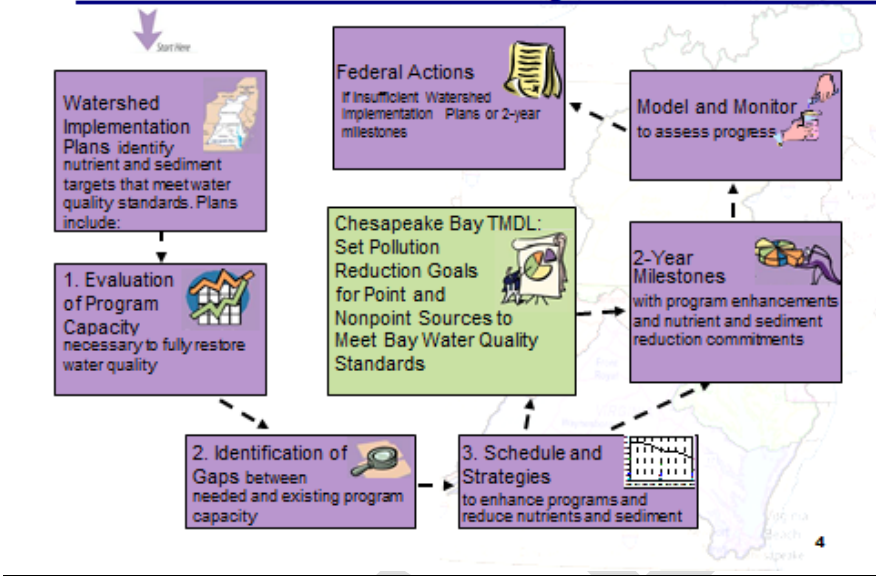 Start Here
Watershed
Implementation
Plans identify
nutrient and sediment
targets that meet water
quality standards. Plans
include:
1. Evaluation
of Program
Capacity
necessary to fully restore
water quality
2. Identification of
Gaps between
needed and existing program
capacity
3. Schedule and
Strategies
to enhance programs and
reduce nutrients and sediment
Chesapeake Bay TMDL:
Set Pollution
Reduction Goals
for Point and
Nonpoint Sources to
Meet Bay Water Quality
Standards
2-Year
Milestones
with program enhancements
and nutrient and sediment
reduction commitments
Model and Monitor
to assess progress
Federal Actions
If Insufficient Watershed
Implementation Plans or 2-year
milestones
Virginia
Beach
4